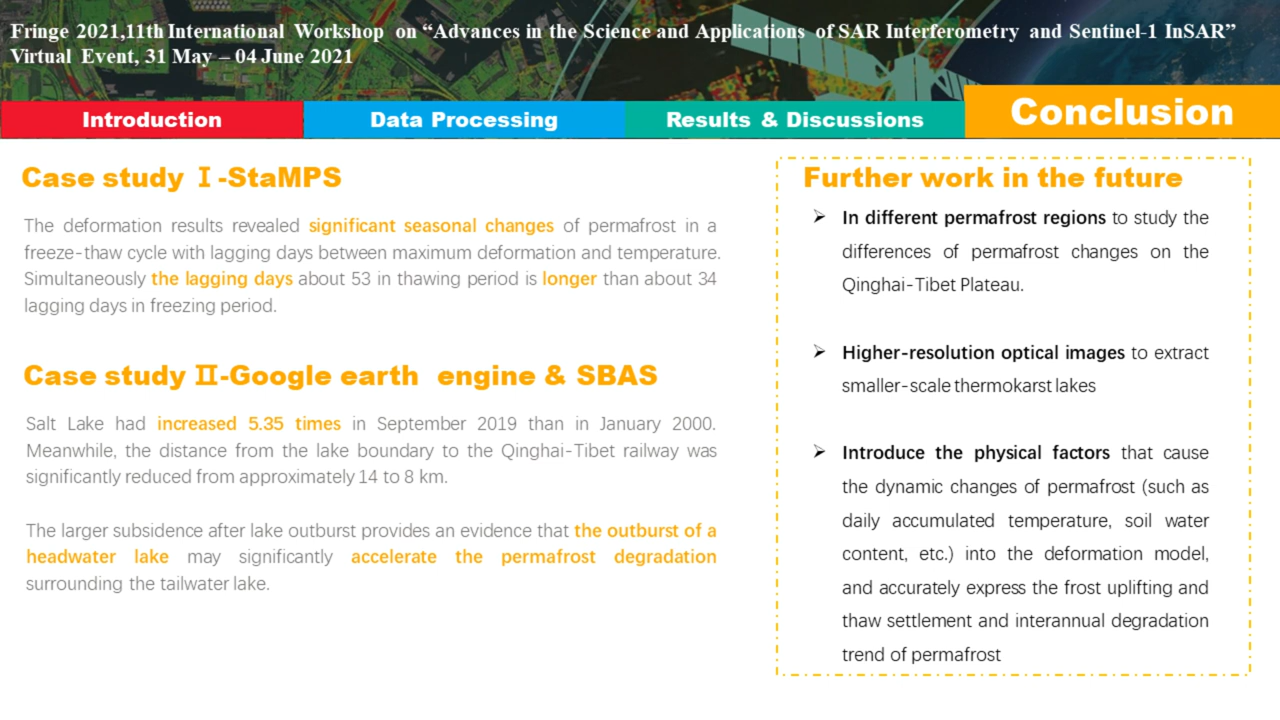 Fringe 2021,11th International Workshop on “Advances in the Science and Applications of SAR Interferometry and Sentinel-1 InSAR”
Virtual Event, 31 May – 04 June 2021
Introduction
Data Processing
Results & Discussions
Conclusion
Case study Ⅰ-StaMPS
The deformation results revealed significant seasonal changes of permafrost in a
freeze-thaw cycle with lagging days between maximum deformation and temperature.
Simultaneously the lagging days about 53 in thawing period is longer than about 34
lagging days in freezing period.
Case study Ⅱ-Google earth engine & SBAS
Salt Lake had increased 5.35 times in September 2019 than in January 2000.
Meanwhile, the distance from the lake boundary to the Qinghai-Tibet railway was
significantly reduced from approximately 14 to 8 km.
The larger subsidence after lake outburst provides an evidence that the outburst of a
headwater lake may significantly accelerate the permafrost degradation
surrounding the tailwater lake.
Further work in the future
➢ In different permafrost regions to study the
differences of permafrost changes on the
Qinghai-Tibet Plateau.
➢ Higher-resolution optical images to extract
smaller-scale thermokarst lakes
➢ Introduce the physical factors that cause
the dynamic changes of permafrost (such as
daily accumulated temperature, soil water
content, etc.) into the deformation model,
and accurately express the frost uplifting and
thaw settlement and interannual degradation
trend of permafrost